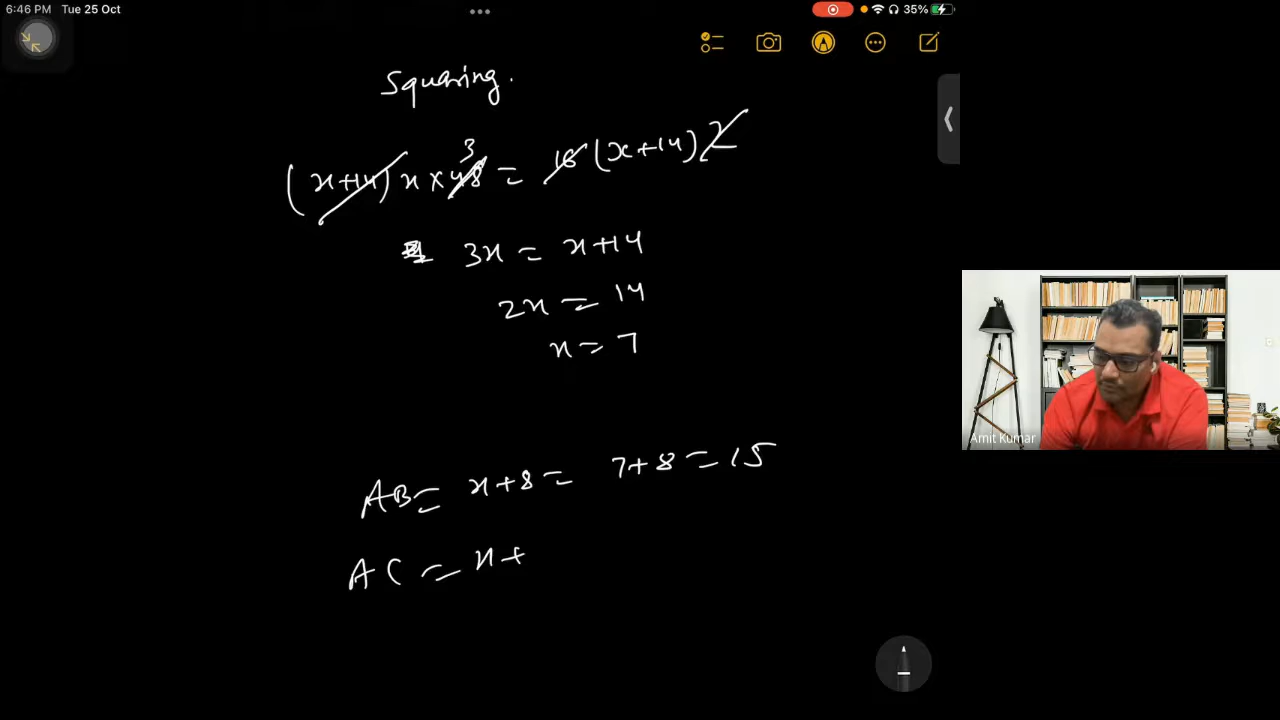 6:46 PM Tue 25 Oct
35%
Squaring.
(x+14) x × 48 = 16 (x+14) 2
3
3x = x+14
2x = 14
x = 7
AB = x+8 = 7+8 = 15
AC = x+
Amit Kumar